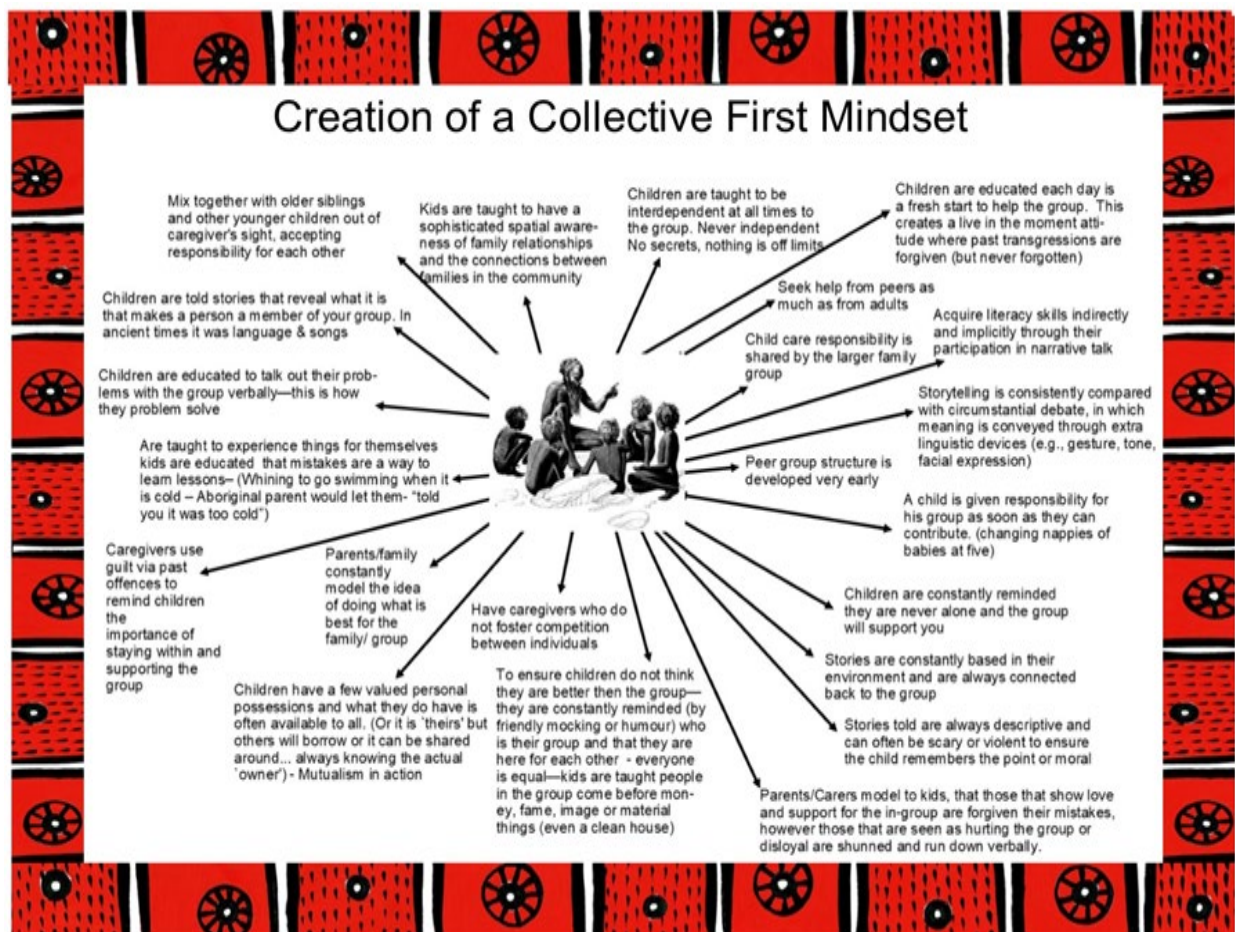 Creation of a Collective First Mindset
Mix together with older siblings
and other younger children out of
caregiver's sight, accepting
responsibility for each other
Kids are taught to have a
sophisticated spatial aware-
ness of family relationships
and the connections between
families in the community
Children are taught to be
interdependent at all times to
the group. Never independent
No secrets, nothing is off limits
Children are educated each day is
a fresh start to help the group. This
creates a live in the moment atti-
tude where past transgressions are
forgiven (but never forgotten)
Seek help from peers as
much as from adults
Children are told stories that reveal what it is
that makes a person a member of your group. In
ancient times it was language & songs
Child care responsibility is
shared by the larger family
group
Acquire literacy skills indirectly
and implicitly through their
participation in narrative talk
Children are educated to talk out their prob-
lems with the group verbally—this is how
they problem solve
Storytelling is consistently compared
with circumstantial debate, in which
meaning is conveyed through extra
linguistic devices (e.g., gesture, tone,
facial expression)
Are taught to experience things for themselves
kids are educated that mistakes are a way to
learn lessons– (Whining to go swimming when it
is cold – Aboriginal parent would let them- “told
you it was too cold”)
Peer group structure is
developed very early
A child is given responsibility for
his group as soon as they can
contribute. (changing nappies of
babies at five)
Caregivers use
guilt via past
offences to
remind children
the
importance of
staying within and
supporting the
group
Parents/family
constantly
model the idea
of doing what is
best for the
family/ group
Have caregivers who do
not foster competition
between individuals
Children are constantly reminded
they are never alone and the group
will support you
Stories are constantly based in their
environment and are always connected
back to the group
Children have a few valued personal
possessions and what they do have is
often available to all. (Or it is `theirs' but
others will borrow or it can be shared
around... always knowing the actual
`owner') - Mutualism in action
To ensure children do not think
they are better then the group—
they are constantly reminded (by
friendly mocking or humour) who
is their group and that they are
here for each other - everyone
is equal—kids are taught people
in the group come before mon-
ey, fame, image or material
things (even a clean house)
Stories told are always descriptive and
can often be scary or violent to ensure
the child remembers the point or moral
Parents/Carers model to kids, that those that show love
and support for the in-group are forgiven their mistakes,
however those that are seen as hurting the group or
disloyal are shunned and run down verbally.